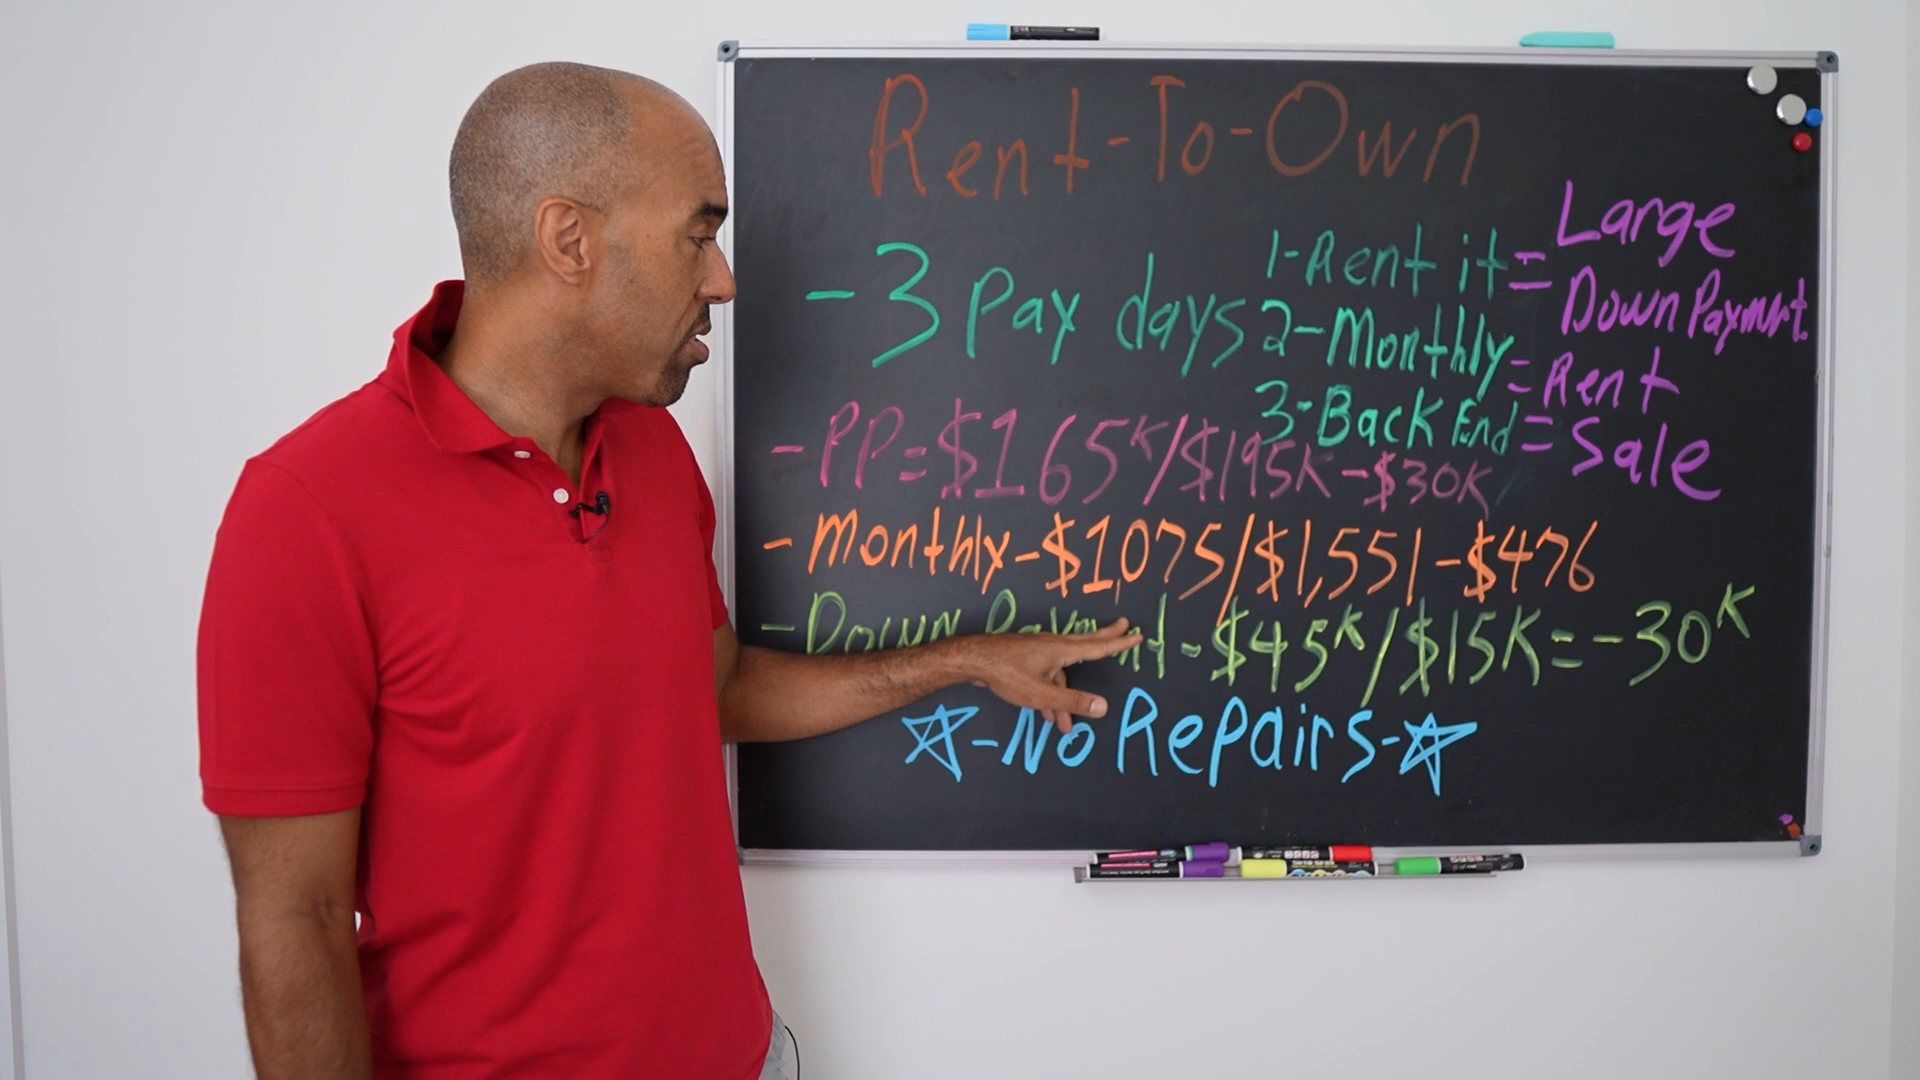 Rent-To-Own
- 3 Pay days
1-Rent it = Large Down Paymnt.
2-Monthly = Rent
3-Back End = Sale
- PP = $165K/$195K-$30K
- Monthly-$1,075/$1,551-$476
- Down Payment-$45K/$15K=-30K
☆-No Repairs-☆